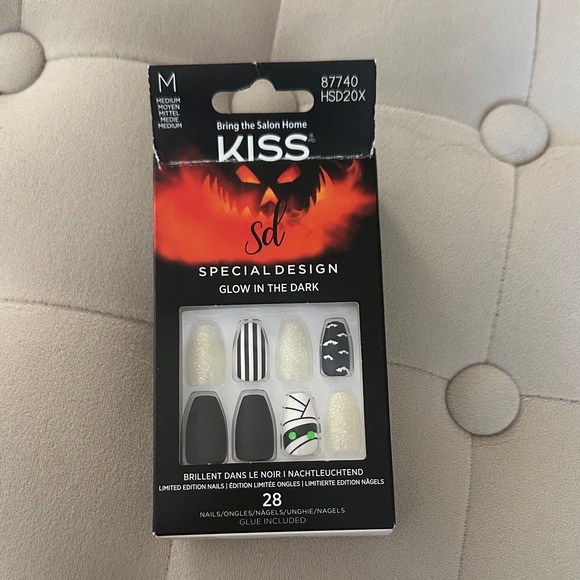 M
MEDIUM
MOYEN
MITTEL
MEDIE
MEDIUM
87740
HSD20X
Bring the Salon Home
KISS
sd
SPECIAL DESIGN
GLOW IN THE DARK
BRILLENT DANS LE NOIR | NACHTLEUCHTEND
LIMITED EDITION NAILS | ÉDITION LIMITÉE ONGLES | LIMITIERTE EDITION NÄGELS
28
NAILS/ONGLES/NÄGELS/UNGHIE/NAGELS
GLUE INCLUDED